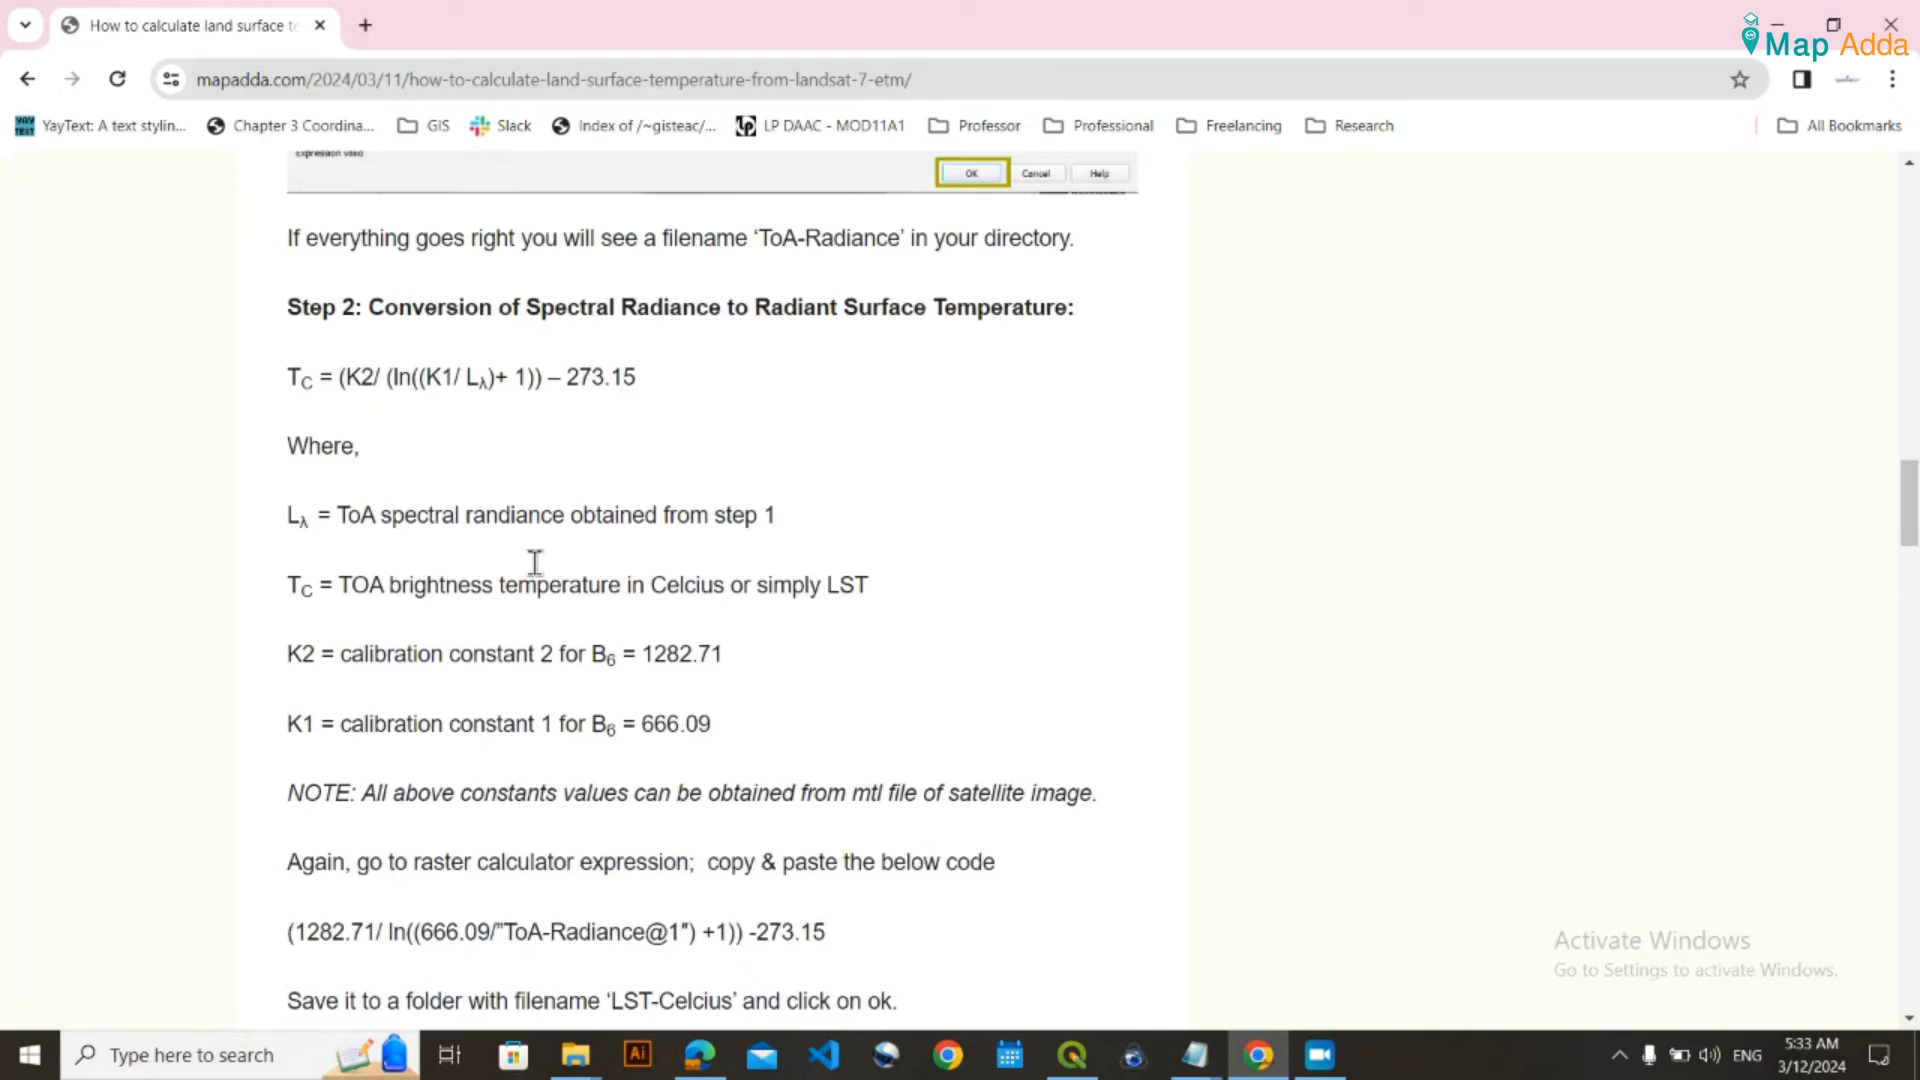 How to calculate land surface te
Map Adda
mapadda.com/2024/03/11/how-to-calculate-land-surface-temperature-from-landsat-7-etm/
YAY TEXT YayText: A text stylin... Chapter 3 Coordina... GIS Slack Index of /~gisteac/... LP DAAC - MOD11A1 Professor Professional Freelancing Research All Bookmarks
Expression valid
OK Cancel Help
If everything goes right you will see a filename ‘ToA-Radiance’ in your directory.
Step 2: Conversion of Spectral Radiance to Radiant Surface Temperature:
TC = (K2/ (ln((K1/ Lλ)+ 1)) – 273.15
Where,
Lλ = ToA spectral randiance obtained from step 1
TC = TOA brightness temperature in Celcius or simply LST
K2 = calibration constant 2 for B6 = 1282.71
K1 = calibration constant 1 for B6 = 666.09
NOTE: All above constants values can be obtained from mtl file of satellite image.
Again, go to raster calculator expression; copy & paste the below code
(1282.71/ ln((666.09/”ToA-Radiance@1″) +1)) -273.15
Save it to a folder with filename ‘LST-Celcius’ and click on ok.
Activate Windows
Go to Settings to activate Windows.
Type here to search
Ai
ENG
5:33 AM
3/12/2024